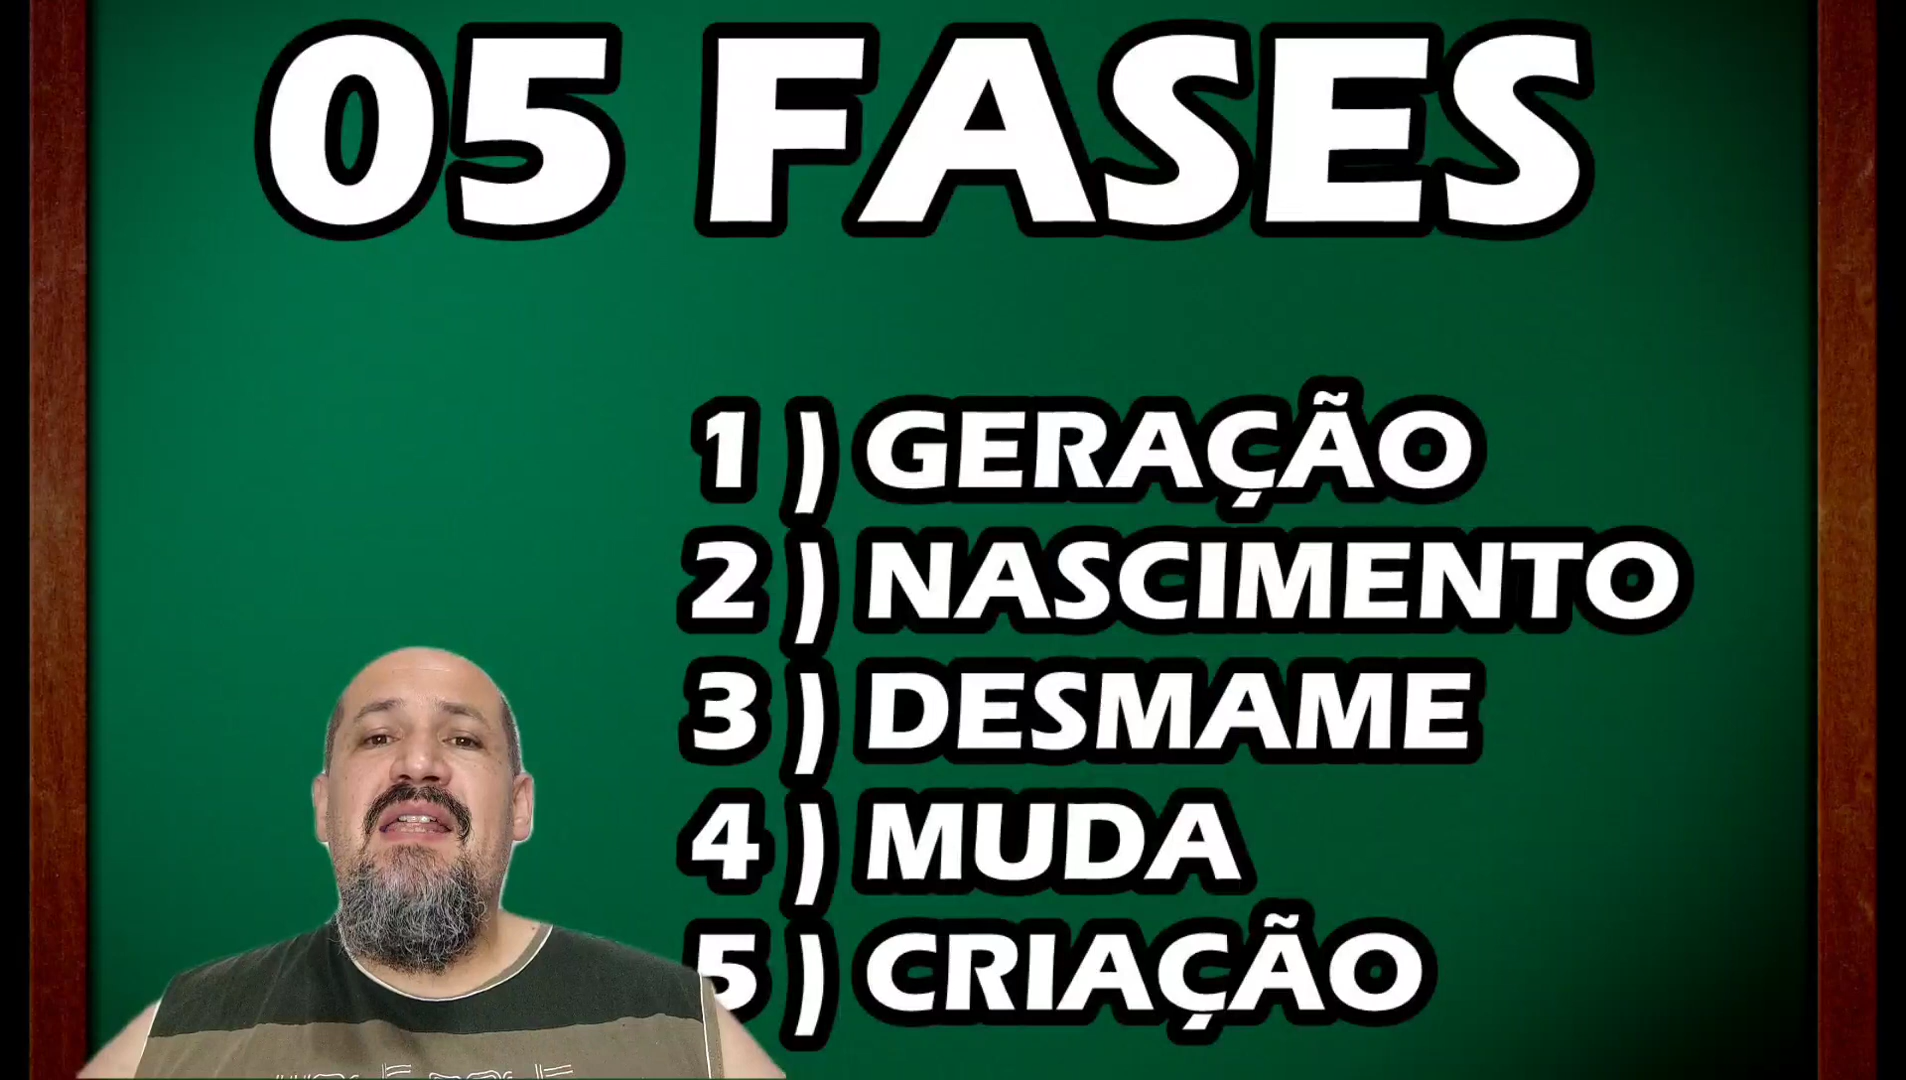 05 FASES
1 ) GERAÇÃO
2 ) NASCIMENTO
3 ) DESMAME
4 ) MUDA
5 ) CRIAÇÃO